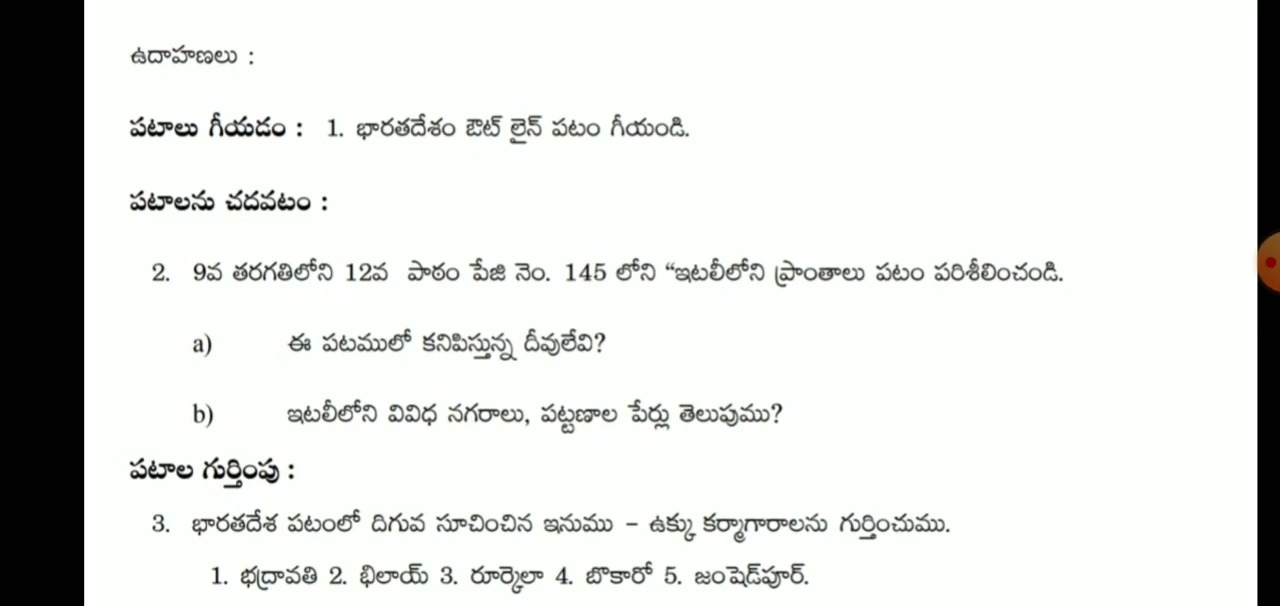 ఉదాహణలు :
పటాలు గీయడం : 1. భారతదేశం ఔట్ లైన్ పటం గీయండి.
పటాలను చదవటం :
2. 9వ తరగతిలోని 12వ పాఠం పేజి నెం. 145 లోని “ఇటలీలోని ప్రాంతాలు పటం పరిశీలించండి.
a) ఈ పటములో కనిపిస్తున్న దీవులేవి?
b) ఇటలీలోని వివిధ నగరాలు, పట్టణాల పేర్లు తెలుపుము?
పటాల గుర్తింపు :
3. భారతదేశ పటంలో దిగువ సూచించిన ఇనుము – ఉక్కు కర్మాగారాలను గుర్తించుము.
1. భద్రావతి 2. భిలాయ్ 3. రూర్కెలా 4. బొకారో 5. జంషెడ్‌పూర్.